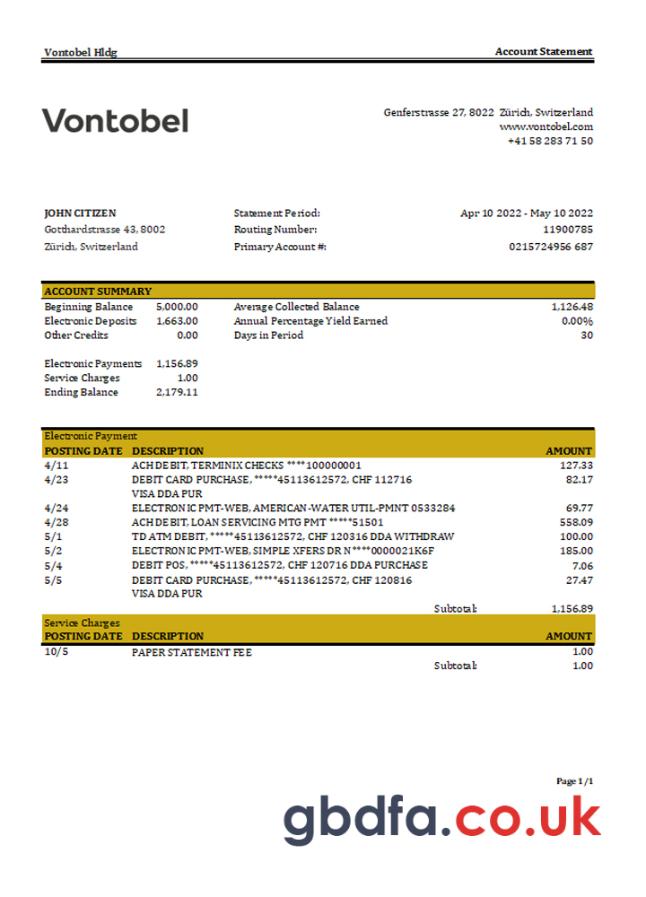 Vontobel Hldg Account Statement
Vontobel
Genferstrasse 27, 8022 Zürich, Switzerland
www.vontobel.com
+41 58 283 71 50
JOHN CITIZEN Statement Period: Apr 10 2022 - May 10 2022
Gotthardstrasse 43, 8002 Routing Number: 11900785
Zürich, Switzerland Primary Account #: 0215724956 687
ACCOUNT SUMMARY
Beginning Balance 5,000.00 Average Collected Balance 1,126.48
Electronic Deposits 1,663.00 Annual Percentage Yield Earned 0.00%
Other Credits 0.00 Days in Period 30
Electronic Payments 1,156.89
Service Charges 1.00
Ending Balance 2,179.11
Electronic Payment
POSTING DATE DESCRIPTION AMOUNT
4/11 ACH DEBIT, TERMINIX CHECKS ****100000001 127.33
4/23 DEBIT CARD PURCHASE, *****45113612572, CHF 112716 82.17
VISA DDA PUR
4/24 ELECTRONIC PMT-WEB, AMERICAN-WATER UTIL-PMNT 0533284 69.77
4/28 ACH DEBIT, LOAN SERVICING MTG PMT *****51501 558.09
5/1 TD ATM DEBIT, *****45113612572, CHF 120316 DDA WITHDRAW 100.00
5/2 ELECTRONIC PMT-WEB, SIMPLE XFERS DR N****0000021K6F 185.00
5/4 DEBIT POS, *****45113612572, CHF 120716 DDA PURCHASE 7.06
5/5 DEBIT CARD PURCHASE, *****45113612572, CHF 120816 27.47
VISA DDA PUR
Subtotal: 1,156.89
Service Charges
POSTING DATE DESCRIPTION AMOUNT
10/5 PAPER STATEMENT FEE 1.00
Subtotal: 1.00
Page 1/1
gbdfa.co.uk